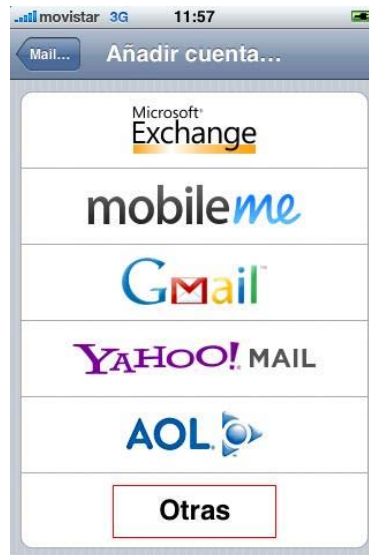 movistar 3G 11:57
Mail... Añadir cuenta...
Microsoft
Exchange
mobileme
GMail
YAHOO! MAIL
AOL
Otras